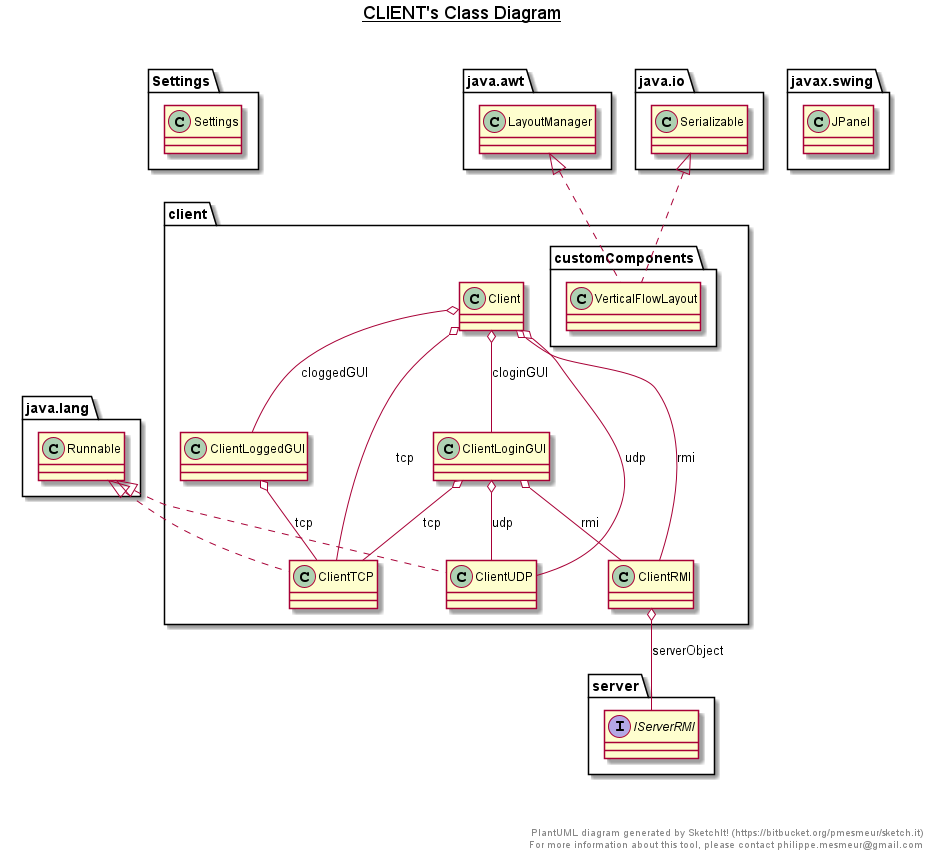 CLIENT's Class Diagram
Settings
C Settings
java.awt
C LayoutManager
java.io
C Serializable
javax.swing
C JPanel
client
customComponents
C VerticalFlowLayout
C Client
cloggedGUI
cloginGUI
java.lang
C Runnable
C ClientLoggedGUI
tcp
C ClientLoginGUI
udp
rmi
tcp
tcp
udp
rmi
C ClientTCP
C ClientUDP
C ClientRMI
serverObject
server
I IServerRMI
PlantUML diagram generated by SketchIt! (https://bitbucket.org/pmesmeur/sketch.it)
For more information about this tool, please contact philippe.mesmeur@gmail.com